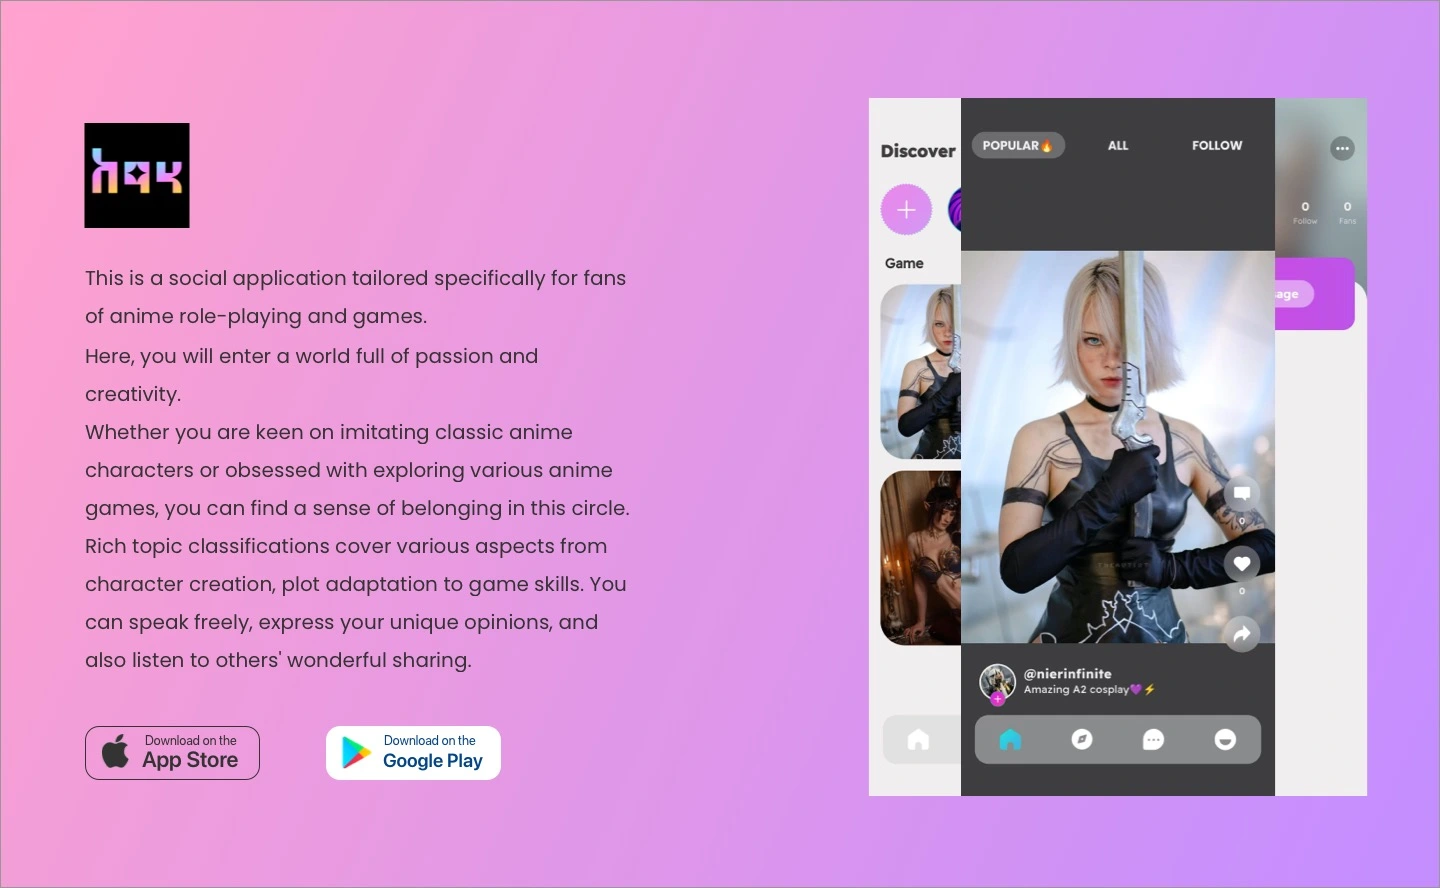 This is a social application tailored specifically for fans
of anime role-playing and games.
Here, you will enter a world full of passion and
creativity.
Whether you are keen on imitating classic anime
characters or obsessed with exploring various anime
games, you can find a sense of belonging in this circle.
Rich topic classifications cover various aspects from
character creation, plot adaptation to game skills. You
can speak freely, express your unique opinions, and
also listen to others' wonderful sharing.
Download on the
App Store
Download on the
Google Play
Discover
Game
POPULAR🔥
ALL
FOLLOW
0
0
@nierinfinite
Amazing A2 cosplay💜⚡
0
0
Follow
Fans